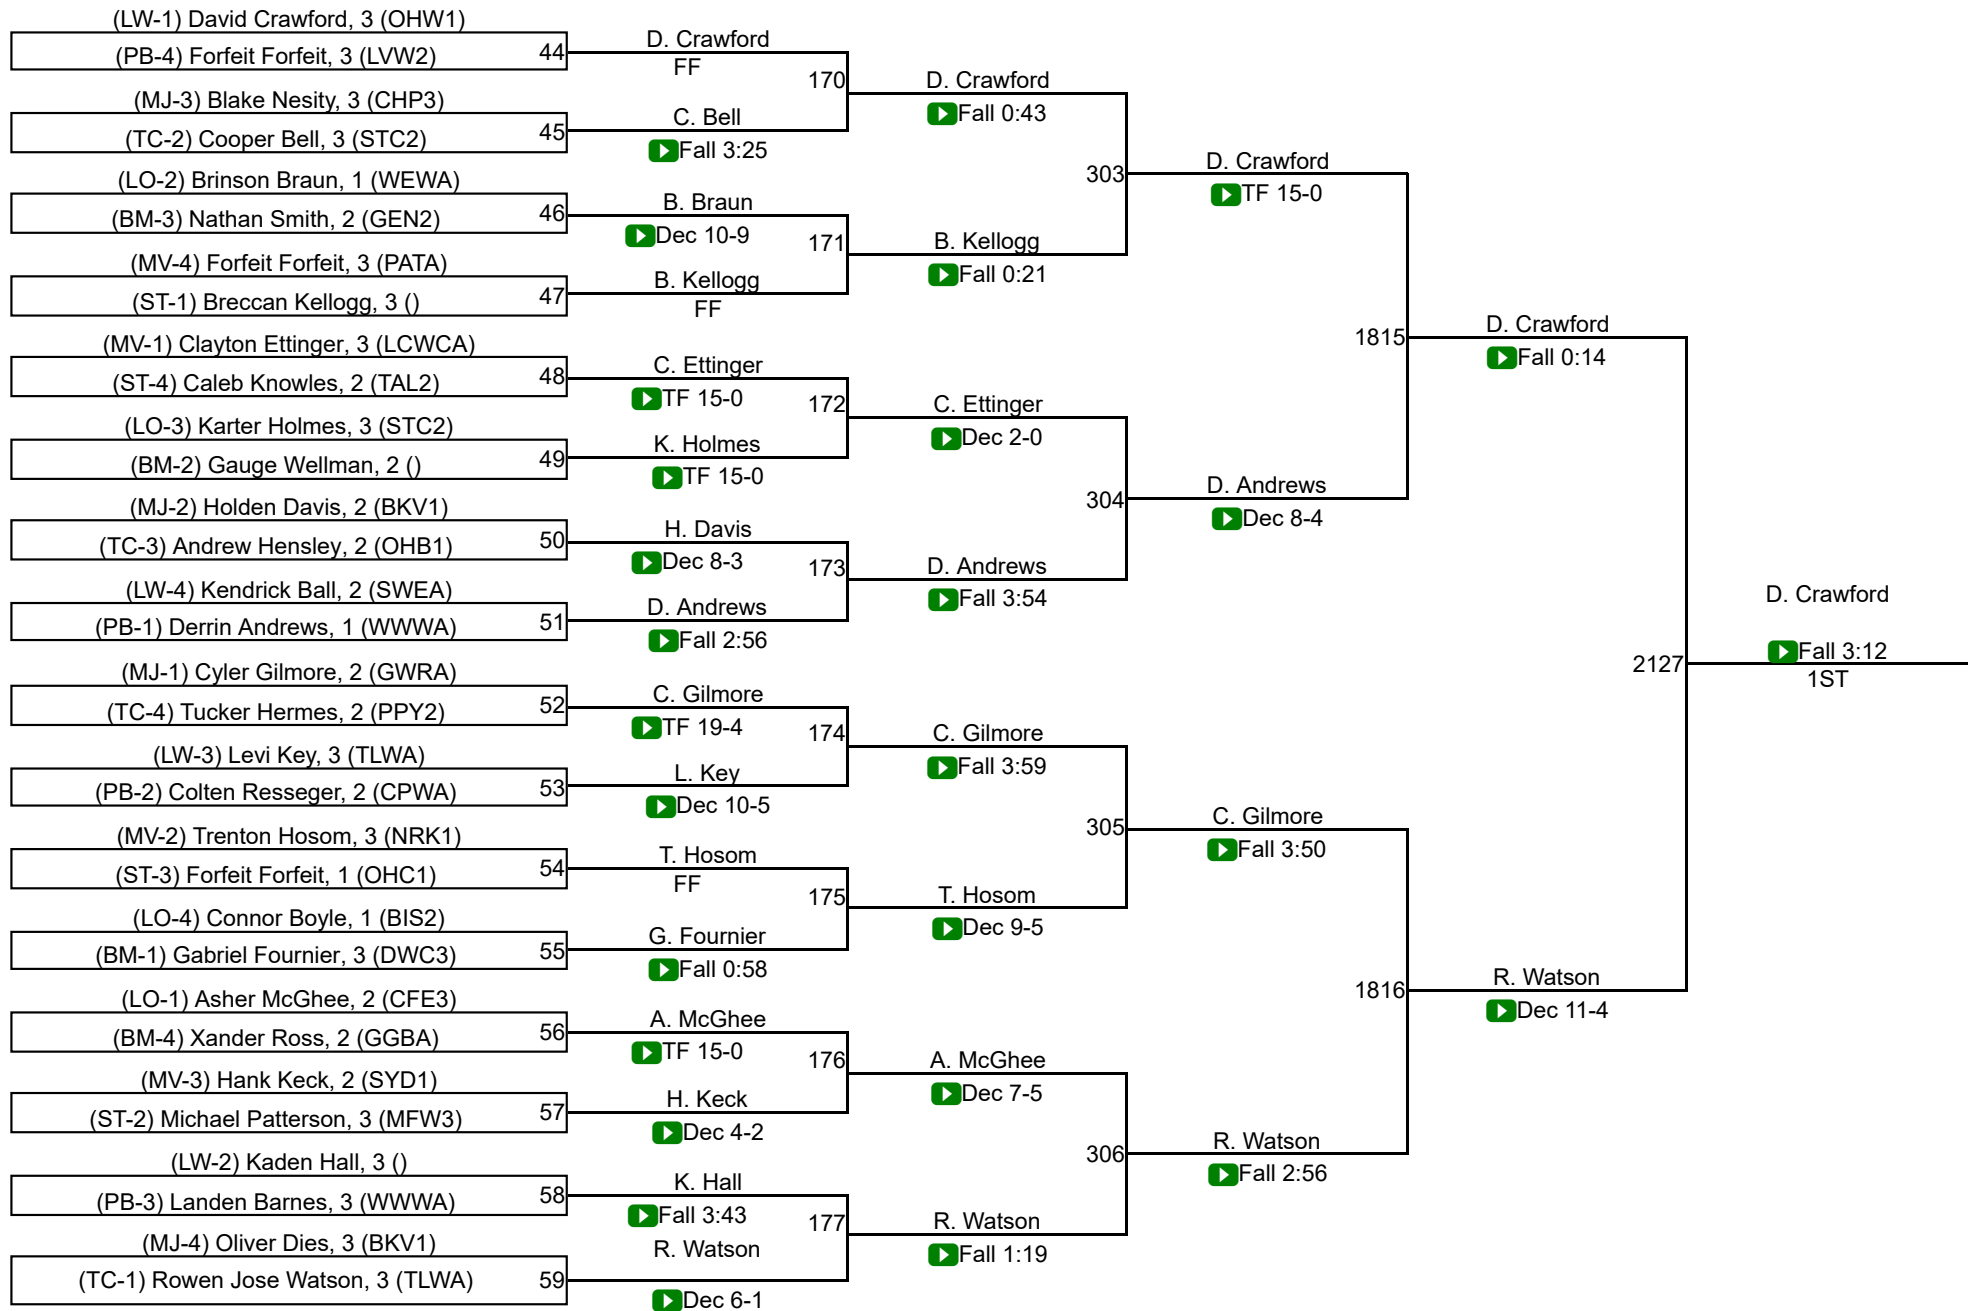 (LW-1) David Crawford, 3 (OHW1)
(PB-4) Forfeit Forfeit, 3 (LVW2)
44
(MJ-3) Blake Nesity, 3 (CHP3)
(TC-2) Cooper Bell, 3 (STC2)
45
(LO-2) Brinson Braun, 1 (WEWA)
(BM-3) Nathan Smith, 2 (GEN2)
46
(MV-4) Forfeit Forfeit, 3 (PATA)
(ST-1) Breccan Kellogg, 3 ()
47
(MV-1) Clayton Ettinger, 3 (LCWCA)
(ST-4) Caleb Knowles, 2 (TAL2)
48
(LO-3) Karter Holmes, 3 (STC2)
(BM-2) Gauge Wellman, 2 ()
49
(MJ-2) Holden Davis, 2 (BKV1)
(TC-3) Andrew Hensley, 2 (OHB1)
50
(LW-4) Kendrick Ball, 2 (SWEA)
(PB-1) Derrin Andrews, 1 (WWWA)
51
(MJ-1) Cyler Gilmore, 2 (GWRA)
(TC-4) Tucker Hermes, 2 (PPY2)
52
(LW-3) Levi Key, 3 (TLWA)
(PB-2) Colten Resseger, 2 (CPWA)
53
(MV-2) Trenton Hosom, 3 (NRK1)
(ST-3) Forfeit Forfeit, 1 (OHC1)
54
(LO-4) Connor Boyle, 1 (BIS2)
(BM-1) Gabriel Fournier, 3 (DWC3)
55
(LO-1) Asher McGhee, 2 (CFE3)
(BM-4) Xander Ross, 2 (GGBA)
56
(MV-3) Hank Keck, 2 (SYD1)
(ST-2) Michael Patterson, 3 (MFW3)
57
(LW-2) Kaden Hall, 3 ()
(PB-3) Landen Barnes, 3 (WWWA)
58
(MJ-4) Oliver Dies, 3 (BKV1)
(TC-1) Rowen Jose Watson, 3 (TLWA)
59
D. Crawford
FF
170
C. Bell
Fall 3:25
B. Braun
Dec 10-9
171
B. Kellogg
FF
C. Ettinger
TF 15-0
172
K. Holmes
TF 15-0
H. Davis
Dec 8-3
173
D. Andrews
Fall 2:56
C. Gilmore
TF 19-4
174
L. Key
Dec 10-5
T. Hosom
FF
175
G. Fournier
Fall 0:58
A. McGhee
TF 15-0
176
H. Keck
Dec 4-2
K. Hall
Fall 3:43
177
R. Watson
Dec 6-1
D. Crawford
Fall 0:43
303
B. Kellogg
Fall 0:21
C. Ettinger
Dec 2-0
304
D. Andrews
Fall 3:54
C. Gilmore
Fall 3:59
305
T. Hosom
Dec 9-5
A. McGhee
Dec 7-5
306
R. Watson
Fall 1:19
D. Crawford
TF 15-0
1815
D. Andrews
Dec 8-4
C. Gilmore
Fall 3:50
1816
R. Watson
Fall 2:56
D. Crawford
Fall 0:14
2127
R. Watson
Dec 11-4
D. Crawford
Fall 3:12
1ST